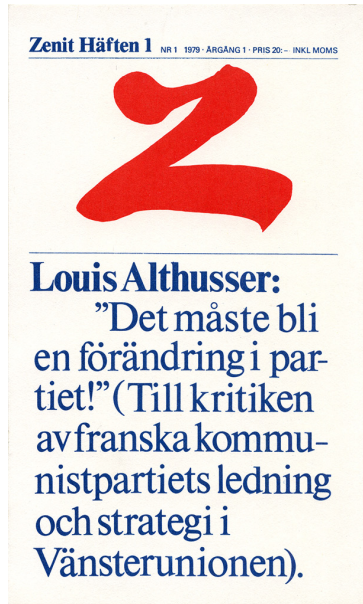 Zenit Häften 1 NR 1 1979 · ÅRGÅNG 1 · PRIS 20:– INKL MOMS
Z
Louis Althusser:
”Det måste bli
en förändring i par-
tiet!” (Till kritiken
av franska kommu-
nistpartiets ledning
och strategi i
Vänsterunionen).